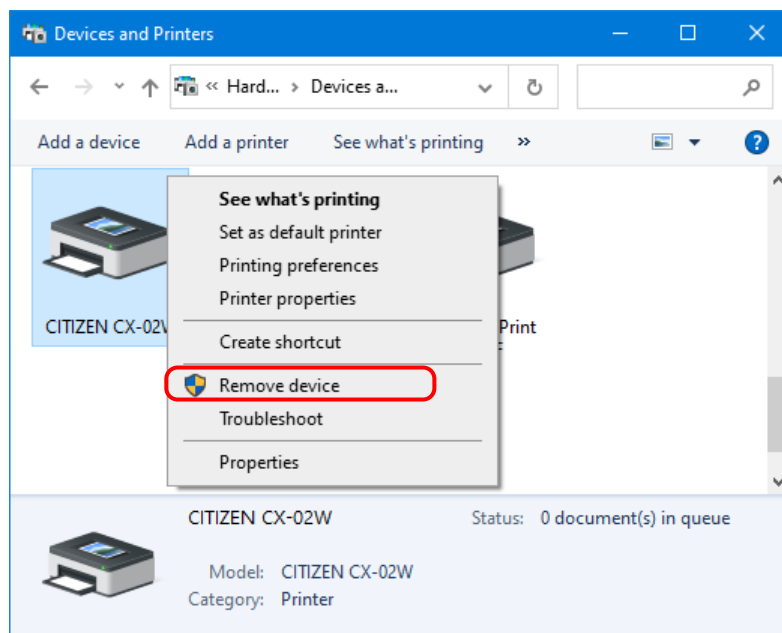 Devices and Printers
« Hard... › Devices a...
Add a device Add a printer See what's printing »
See what's printing
Set as default printer
Printing preferences
Printer properties
CITIZEN CX-02 Print
Create shortcut
Remove device
Troubleshoot
Properties
CITIZEN CX-02W Status: 0 document(s) in queue
Model: CITIZEN CX-02W
Category: Printer